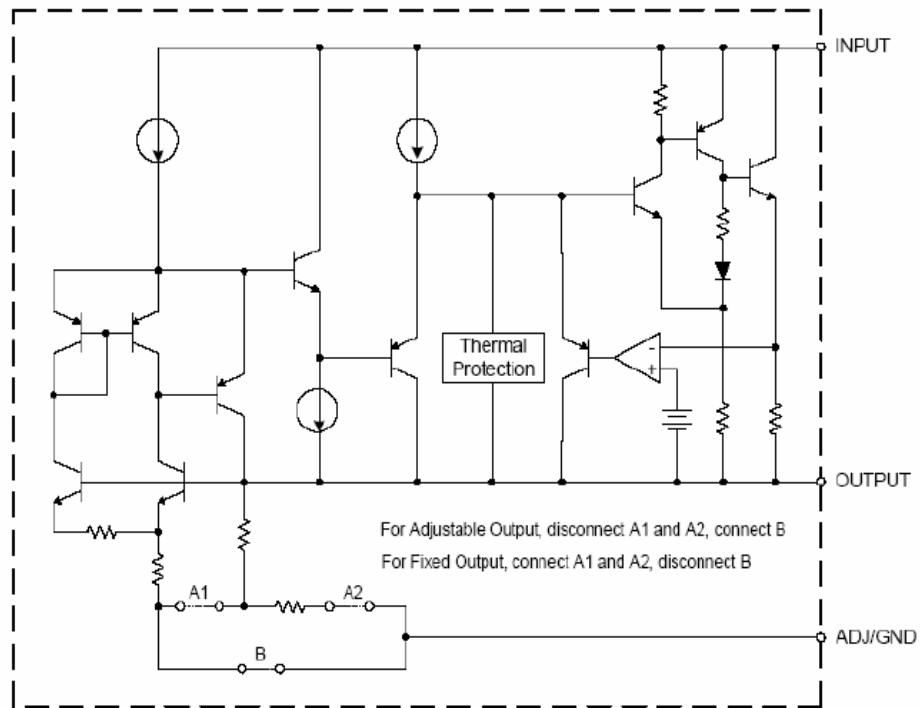 INPUT
Thermal
Protection
-
+
OUTPUT
For Adjustable Output, disconnect A1 and A2, connect B
For Fixed Output, connect A1 and A2, disconnect B
A1
A2
ADJ/GND
B